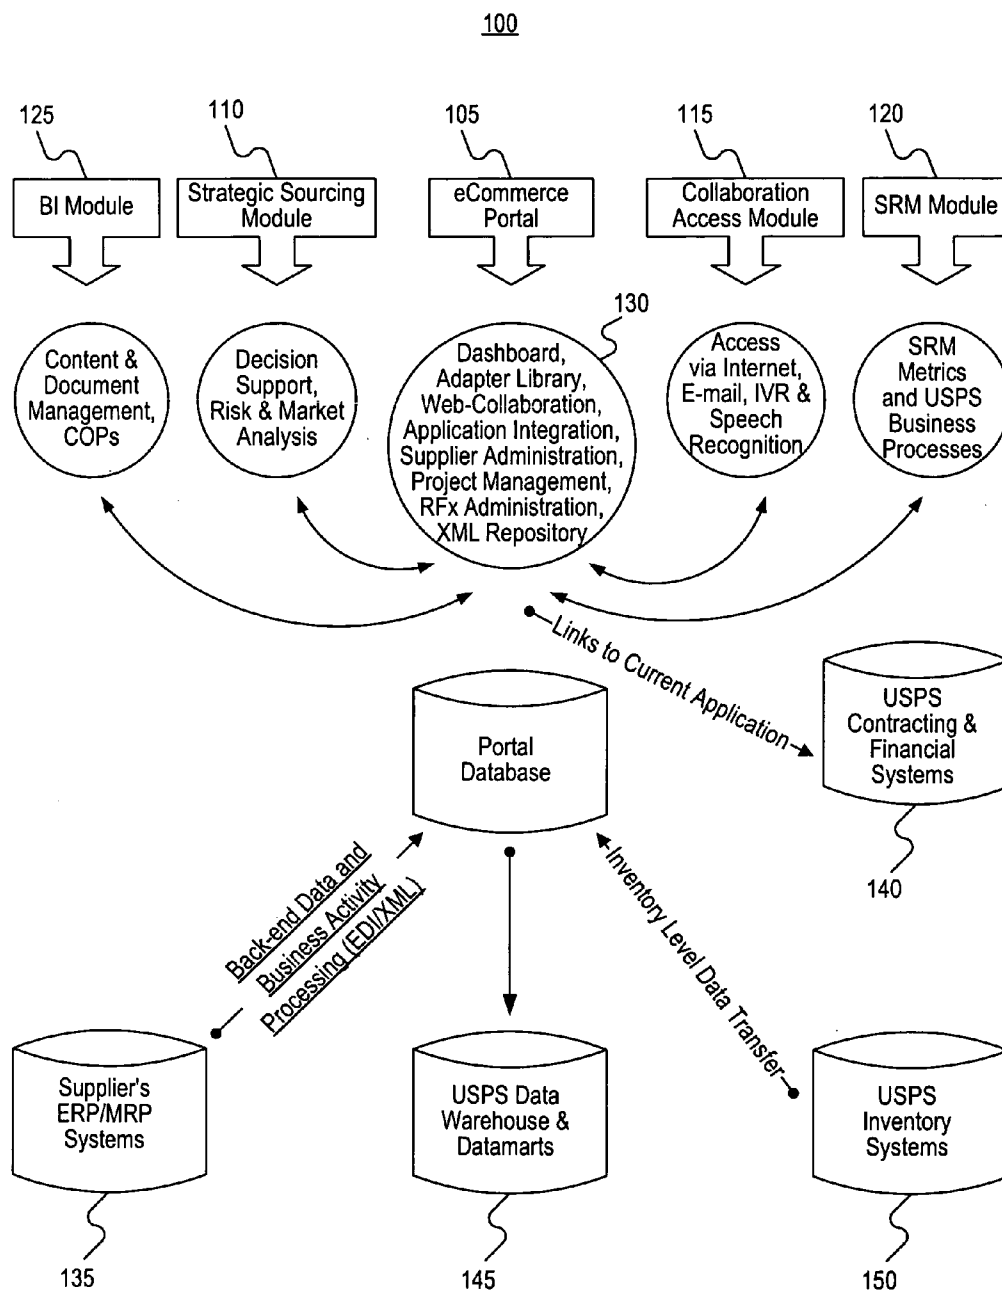 100
125
110
105
115
120
BI Module
Strategic Sourcing
Module
eCommerce
Portal
Collaboration
Access Module
SRM Module
130
Content &
Document
Management,
COPs
Decision
Support,
Risk & Market
Analysis
Dashboard,
Adapter Library,
Web-Collaboration,
Application Integration,
Supplier Administration,
Project Management,
RFx Administration,
XML Repository
Access
via Internet,
E-mail, IVR &
Speech
Recognition
SRM
Metrics
and USPS
Business
Processes
Links to Current Application
Portal
Database
USPS
Contracting &
Financial
Systems
140
Back-end Data and
Business Activity
Processing (EDI/XML)
Inventory Level Data Transfer
Supplier's
ERP/MRP
Systems
USPS Data
Warehouse &
Datamarts
USPS
Inventory
Systems
135
145
150